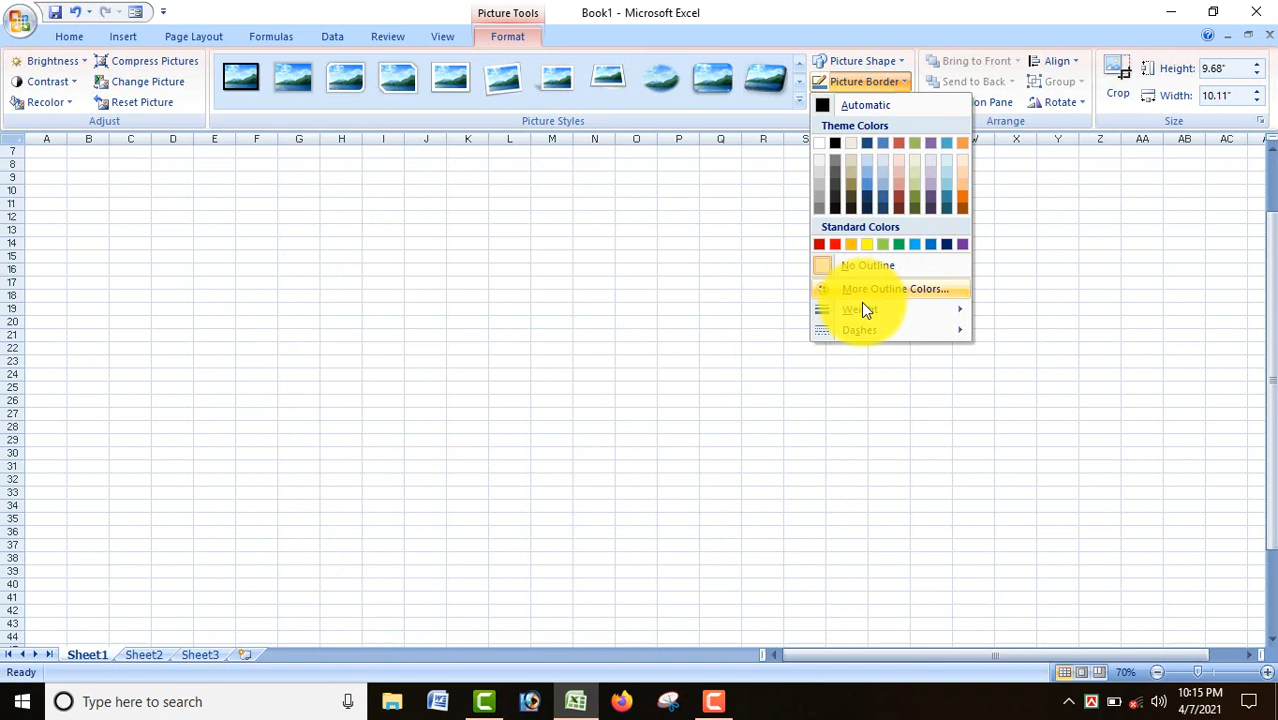 Picture Tools
Book1 - Microsoft Excel
Home Insert Page Layout Formulas Data Review View Format
Brightness
Compress Pictures
Contrast
Change Picture
Recolor
Reset Picture
Adjust
Picture Styles
Picture Shape
Picture Border
Bring to Front
Send to Back
Pane
Align
Group
Rotate
Arrange
Crop
Height: 9.68"
Width: 10.11"
Size
Automatic
Theme Colors
Standard Colors
No Outline
More Outline Colors...
Dashes
A B C D E F G H I J K L M N O P Q R S X Y Z AA AB AC
7
8
9
10
11
12
13
14
15
16
17
18
19
20
21
22
23
24
25
26
27
28
29
30
31
32
33
34
35
36
37
38
39
40
41
42
43
44
Sheet1 Sheet2 Sheet3
Ready
70%
Type here to search
10:15 PM
4/7/2021